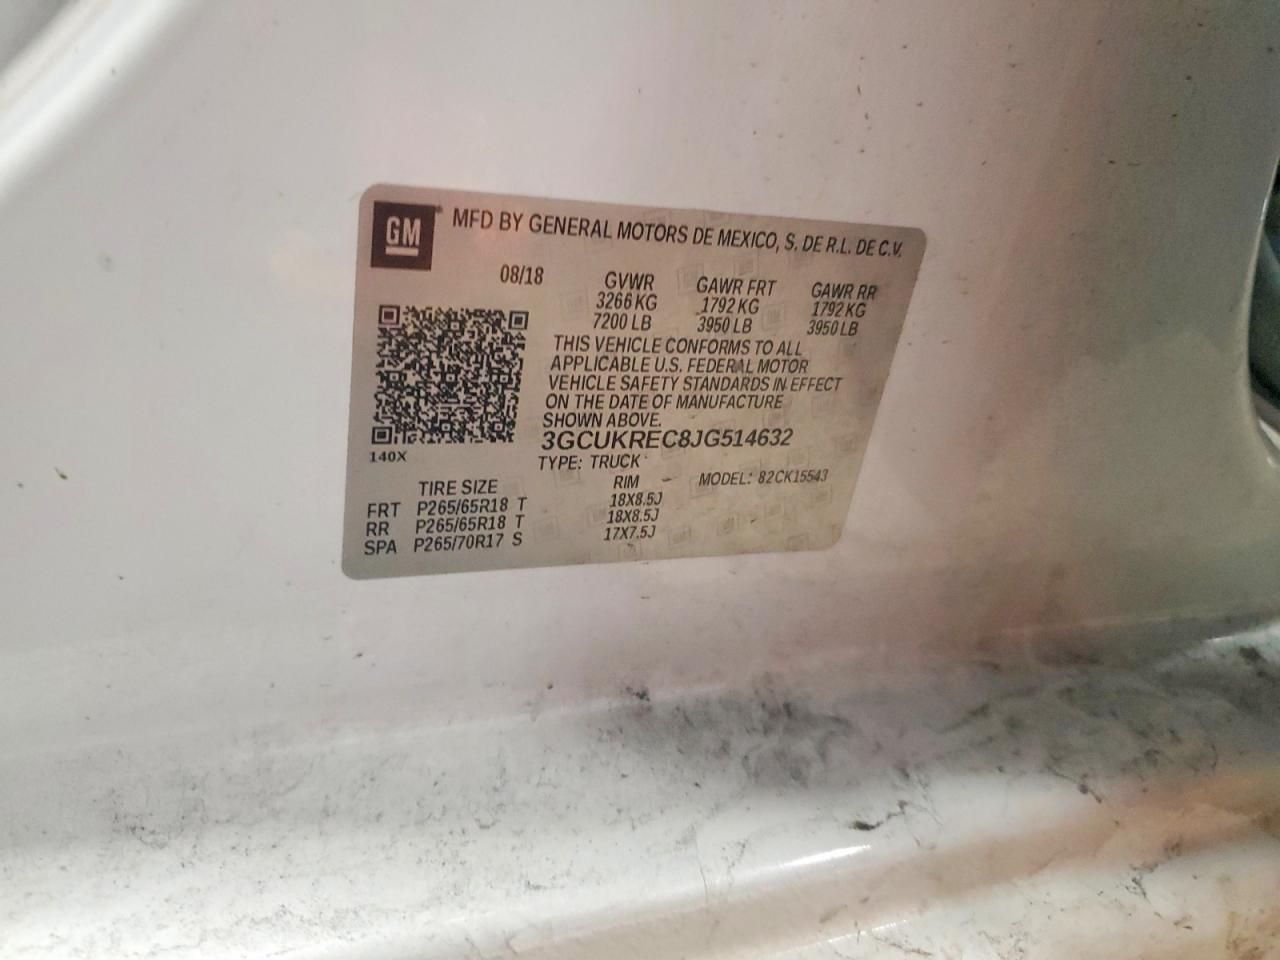 GM MFD BY GENERAL MOTORS DE MEXICO, S. DE R.L. DE C.V.
08/18 GVWR GAWR FRT GAWR RR
3266 KG 1792 KG 1792 KG
7200 LB 3950 LB 3950 LB
THIS VEHICLE CONFORMS TO ALL
APPLICABLE U.S. FEDERAL MOTOR
VEHICLE SAFETY STANDARDS IN EFFECT
ON THE DATE OF MANUFACTURE
SHOWN ABOVE.
3GCUKREC8JG514632
140X TYPE: TRUCK
TIRE SIZE RIM MODEL: 82CK15543
FRT P265/65R18 T 18X8.5J
RR P265/65R18 T 18X8.5J
SPA P265/70R17 S 17X7.5J